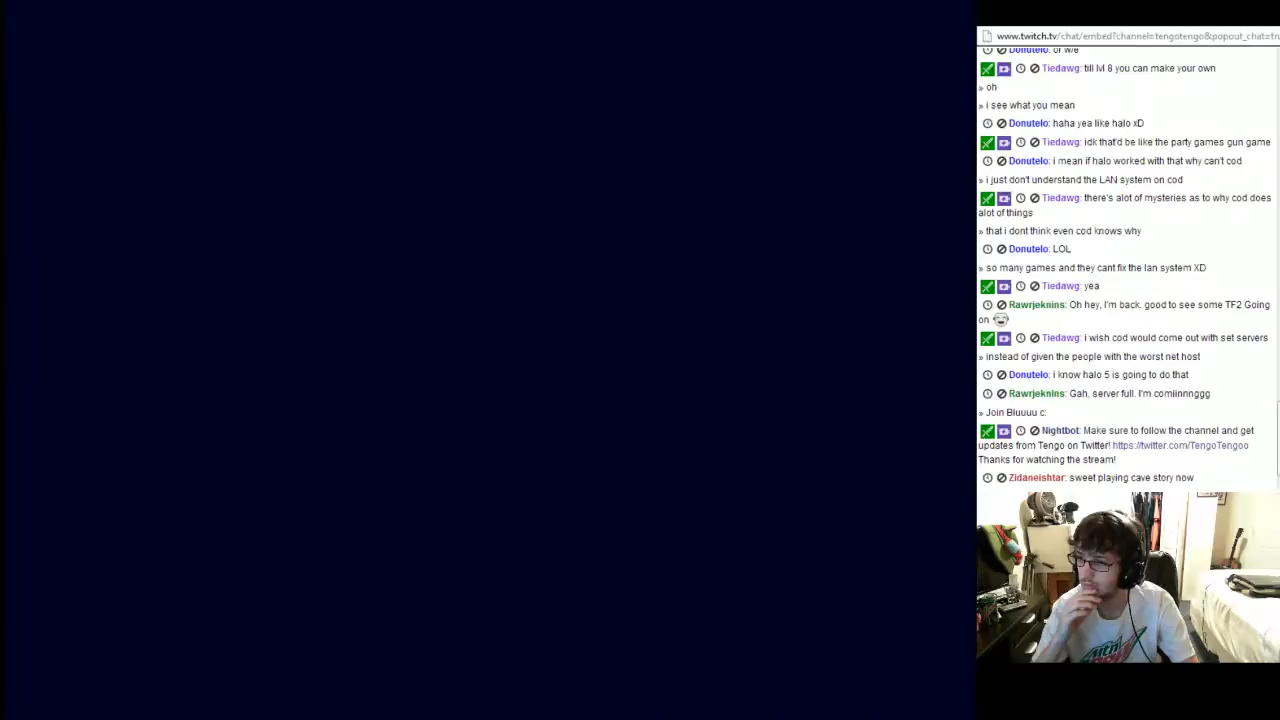 www.twitch.tv/chat/embed?channel=tengotengo&popout_chat=tru
Donutelo: or w/e
Tiedawg: till lvl 8 you can make your own
» oh
» i see what you mean
Donutelo: haha yea like halo xD
Tiedawg: idk that'd be like the party games gun game
Donutelo: i mean if halo worked with that why can't cod
» i just don't understand the LAN system on cod
Tiedawg: there's alot of mysteries as to why cod does
alot of things
» that i dont think even cod knows why
Donutelo: LOL
» so many games and they cant fix the lan system XD
Tiedawg: yea
Rawrjeknins: Oh hey, I'm back. good to see some TF2 Going
on
Tiedawg: i wish cod would come out with set servers
» instead of given the people with the worst net host
Donutelo: i know halo 5 is going to do that
Rawrjeknins: Gah, server full. I'm comiinnnggg
» Join Bluuuu c:
Nightbot: Make sure to follow the channel and get
updates from Tengo on Twitter! https://twitter.com/TengoTengoo
Thanks for watching the stream!
Zidaneishtar: sweet playing cave story now
Mtn